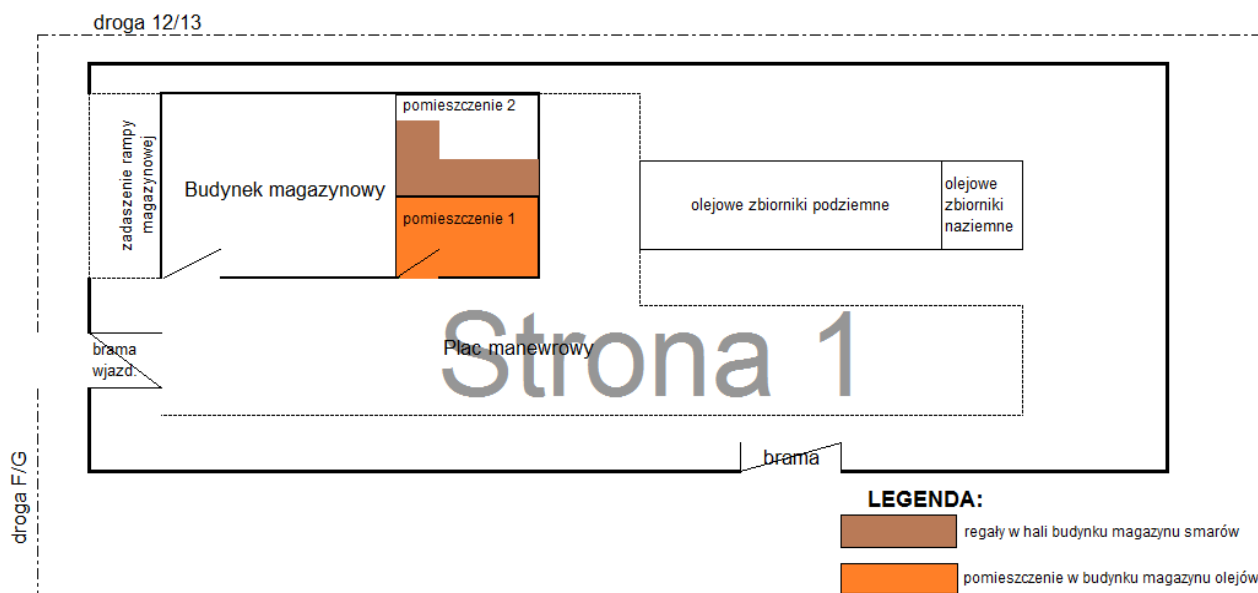 droga 12/13
zadaszenie rampy
magazynowej
Budynek magazynowy
pomieszczenie 2
pomieszczenie 1
olejowe zbiorniki podziemne
olejowe
zbiorniki
naziemne
Strona 1
Plac manewrowy
brama
wjazd.
brama
droga F/G
LEGENDA:
regały w hali budynku magazynu smarów
pomieszczenie w budynku magazynu olejów